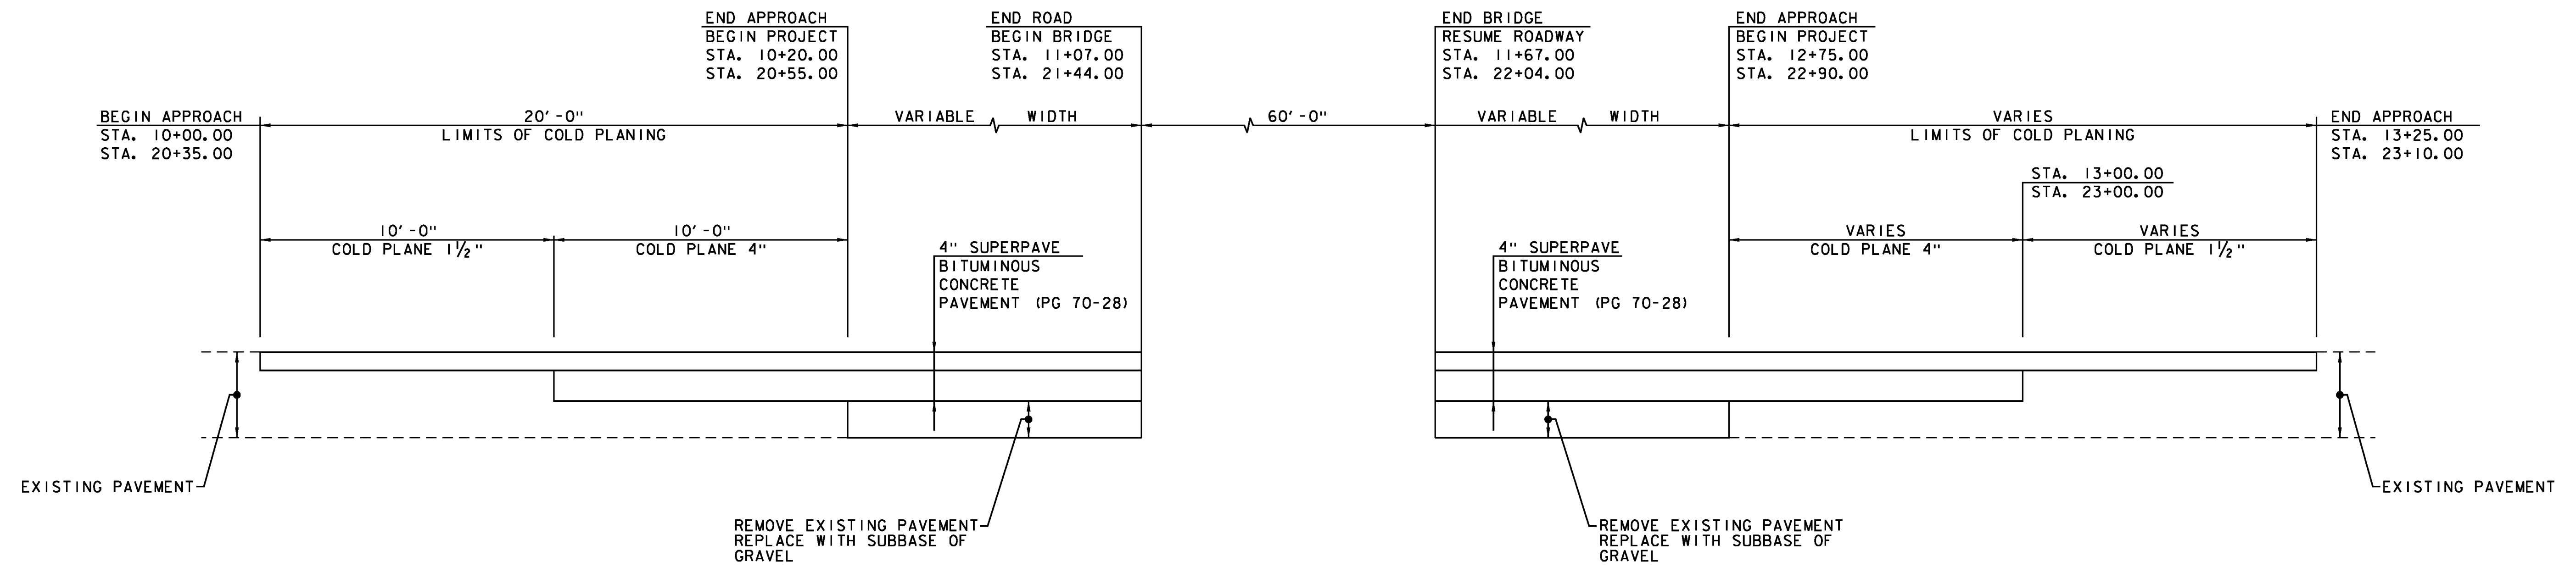 END APPROACH
BEGIN PROJECT
STA. 10+20.00
STA. 20+55.00
END ROAD
BEGIN BRIDGE
STA. 11+07.00
STA. 21+44.00
END BRIDGE
RESUME ROADWAY
STA. 11+67.00
STA. 22+04.00
END APPROACH
BEGIN PROJECT
STA. 12+75.00
STA. 22+90.00
BEGIN APPROACH
STA. 10+00.00
STA. 20+35.00
20'-0"
LIMITS OF COLD PLANING
VARIABLE WIDTH
60'-0"
VARIABLE WIDTH
VARIES
LIMITS OF COLD PLANING
END APPROACH
STA. 13+25.00
STA. 23+10.00
STA. 13+00.00
STA. 23+00.00
10'-0"
COLD PLANE 1½"
10'-0"
COLD PLANE 4"
4" SUPERPAVE
BITUMINOUS
CONCRETE
PAVEMENT (PG 70-28)
4" SUPERPAVE
BITUMINOUS
CONCRETE
PAVEMENT (PG 70-28)
VARIES
COLD PLANE 4"
VARIES
COLD PLANE 1½"
EXISTING PAVEMENT
REMOVE EXISTING PAVEMENT
REPLACE WITH SUBBASE OF
GRAVEL
REMOVE EXISTING PAVEMENT
REPLACE WITH SUBBASE OF
GRAVEL
EXISTING PAVEMENT